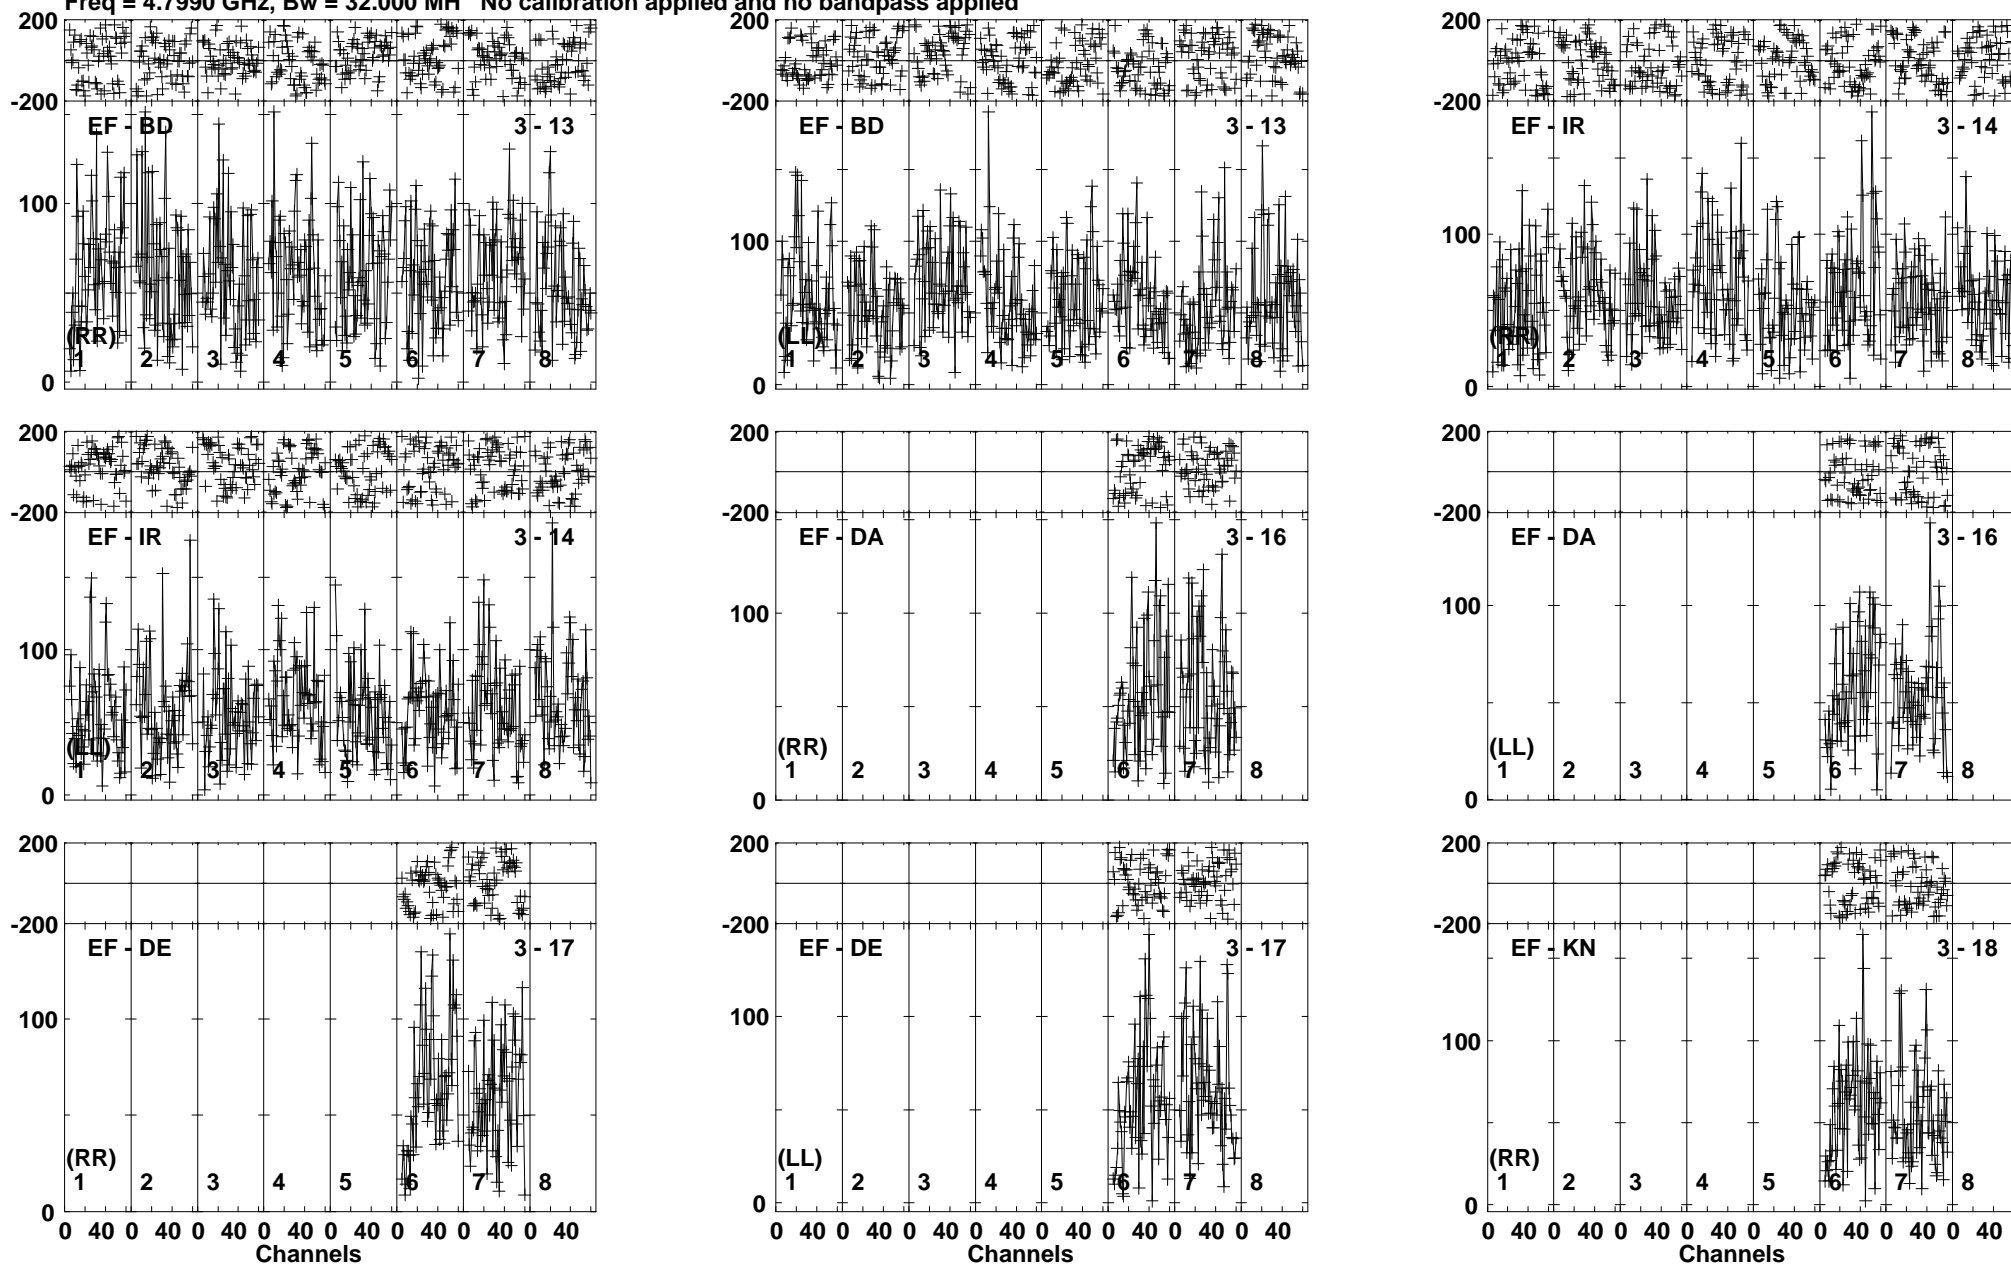 Freq = 4.7990 GHz, Bw = 32.000 MH No calibration applied and no bandpass applied
200 200 200
-200 -200 -200
EF - BD 3 - 13 EF - BD 3 - 13 EF - IR 3 - 14
100 100 100
(RR) (LL) (RR)
1 2 3 4 5 6 7 8 1 2 3 4 5 6 7 8 1 2 3 4 5 6 7 8
0 0 0
200 200 200
-200 -200 -200
EF - IR 3 - 14 EF - DA 3 - 16 EF - DA 3 - 16
100 100 100
(LL) (RR) (LL)
1 2 3 4 5 6 7 8 1 2 3 4 5 6 7 8 1 2 3 4 5 6 7 8
0 0 0
200 200 200
-200 -200 -200
EF - DE 3 - 17 EF - DE 3 - 17 EF - KN 3 - 18
100 100 100
(RR) (LL) (RR)
1 2 3 4 5 6 7 8 1 2 3 4 5 6 7 8 1 2 3 4 5 6 7 8
0 0 0
0 40 0 40 0 40 0 40 0 40 0 40 0 40 0 40 0 40 0 40 0 40 0 40 0 40 0 40 0 40 0 40 0 40 0 40 0 40 0 40 0 40 0 40 0 40 0 40
Channels Channels Channels